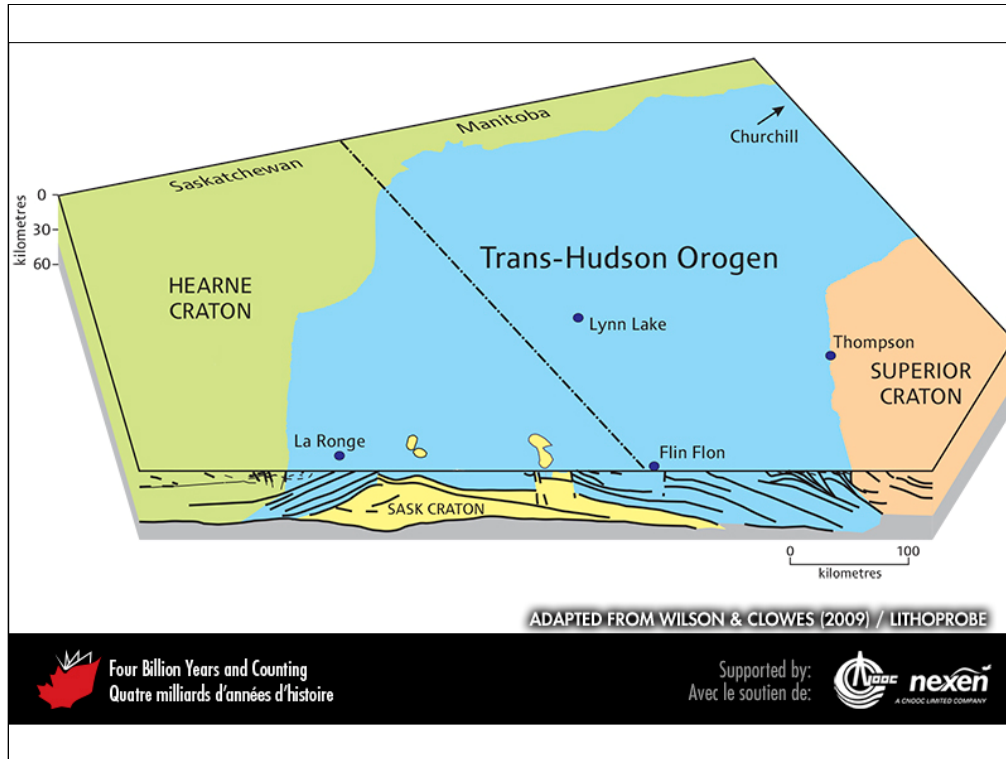 Manitoba
Churchill
Saskatchewan
0
30
60
kilometres
Trans-Hudson Orogen
HEARNE
CRATON
Lynn Lake
Thompson
SUPERIOR
CRATON
La Ronge
Flin Flon
SASK CRATON
0 100
kilometres
ADAPTED FROM WILSON & CLOWES (2009) / LITHOPROBE
Four Billion Years and Counting
Quatre milliards d'années d'histoire
Supported by:
Avec le soutien de:
CNOOC nexen
A CNOOC LIMITED COMPANY